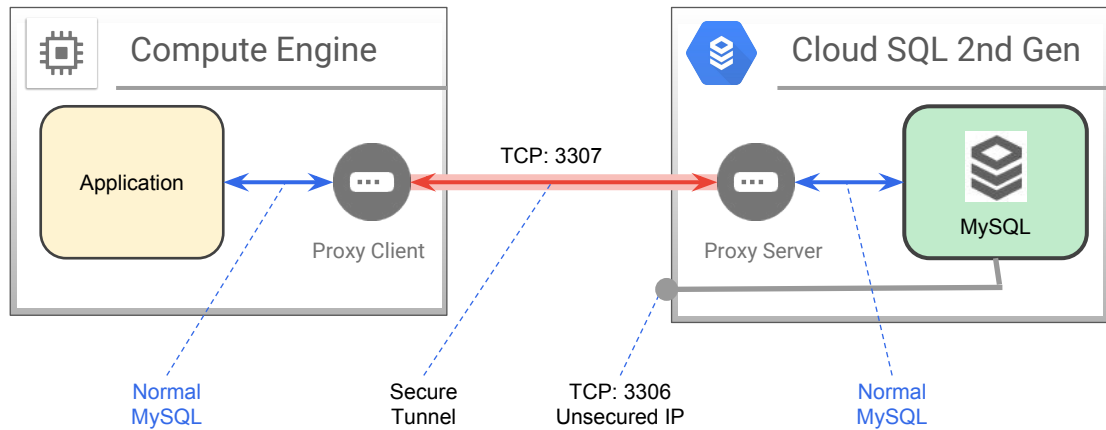 Compute Engine
Cloud SQL 2nd Gen
TCP: 3307
Application
Proxy Client
Proxy Server
MySQL
Normal
MySQL
Secure
Tunnel
TCP: 3306
Unsecured IP
Normal
MySQL